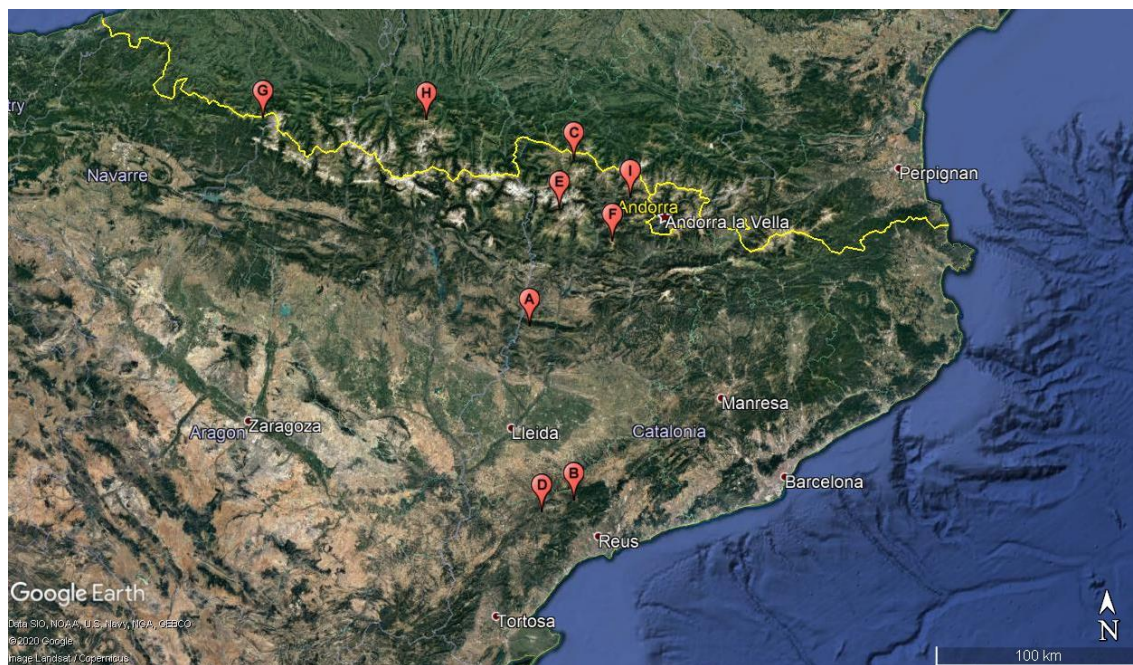 G
H
C
try
I
Navarre
E
Perpignan
F
Andorra
Andorra la Vella
A
Manresa
Zaragoza
Aragon
Lleida
Catalonia
B
D
Barcelona
Reus
Google Earth
Tortosa
Data SIO, NOAA, U.S. Navy, NGA, GEBCO
© 2020 Google
Image Landsat / Copernicus
N
100 km